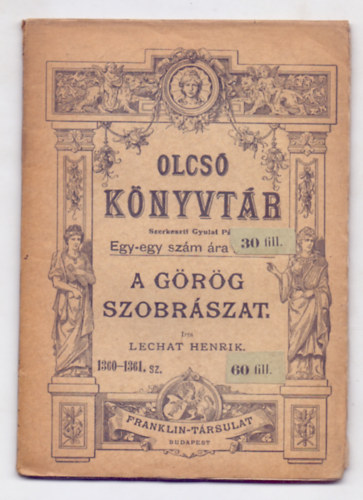 OLCSÓ
KÖNYVTÁR
Szerkeszti Gyulai
Egy-egy szám ára 30 fill.
A GÖRÖG
SZOBRÁSZAT.
Irta
LECHAT HENRIK.
1360–1361. sz. 60 fill.
FRANKLIN-TÁRSULAT
BUDAPEST